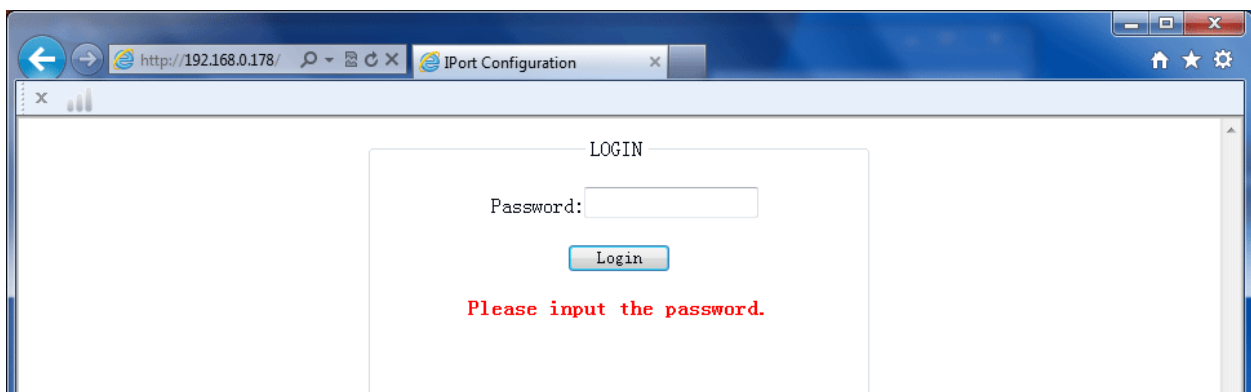 http://192.168.0.178/
IPort Configuration
LOGIN
Password:
Login
Please input the password.